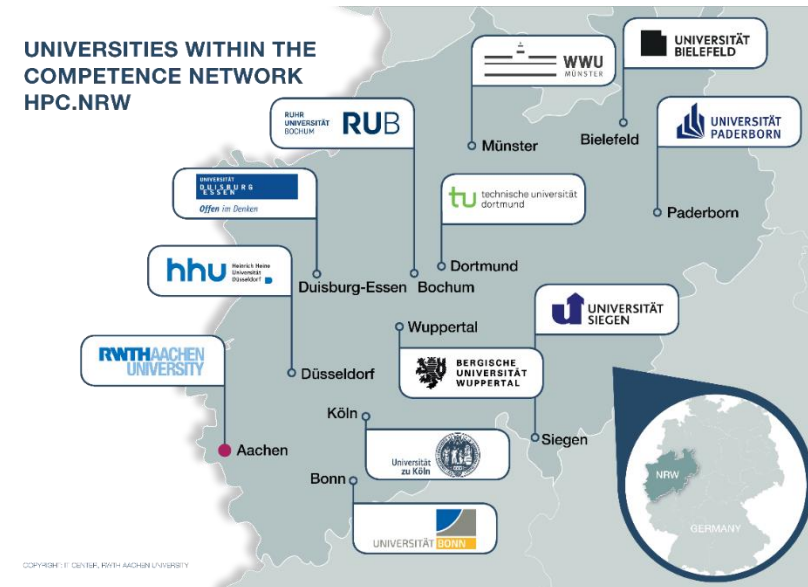 UNIVERSITIES WITHIN THE
COMPETENCE NETWORK
HPC.NRW
WWU
MÜNSTER
UNIVERSITÄT
BIELEFELD
RUHR
UNIVERSITÄT
BOCHUM
RUB
UNIVERSITÄT
PADERBORN
Münster
Bielefeld
UNIVERSITÄT
DUISBURG
ESSEN
Offen im Denken
technische universität
dortmund
tu
Paderborn
hhu
Heinrich Heine
Universität
Düsseldorf
Duisburg-Essen
Bochum
Dortmund
UNIVERSITÄT
SIEGEN
Wuppertal
RWTHAACHEN
UNIVERSITY
BERGISCHE
UNIVERSITÄT
WUPPERTAL
Düsseldorf
Köln
Siegen
Aachen
Universität
zu Köln
Bonn
UNIVERSITÄT BONN
NRW
GERMANY
COPYRIGHT: IT CENTER, RWTH AACHEN UNIVERSITY